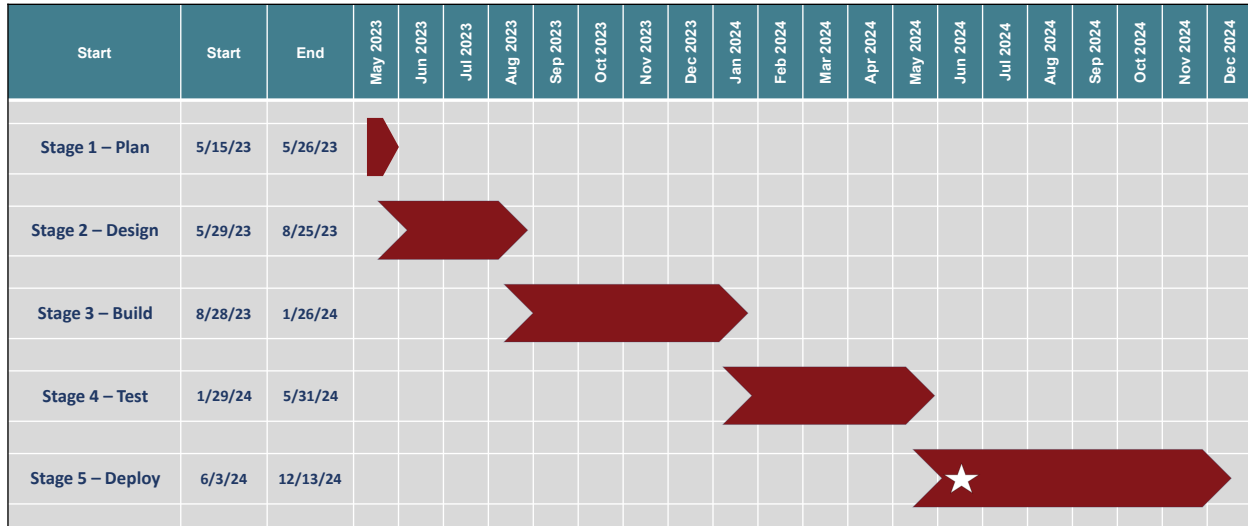 Start Start End May 2023 Jun 2023 Jul 2023 Aug 2023 Sep 2023 Oct 2023 Nov 2023 Dec 2023 Jan 2024 Feb 2024 Mar 2024 Apr 2024 May 2024 Jun 2024 Jul 2024 Aug 2024 Sep 2024 Oct 2024 Nov 2024 Dec 2024
Stage 1 – Plan 5/15/23 5/26/23
Stage 2 – Design 5/29/23 8/25/23
Stage 3 – Build 8/28/23 1/26/24
Stage 4 – Test 1/29/24 5/31/24
Stage 5 – Deploy 6/3/24 12/13/24